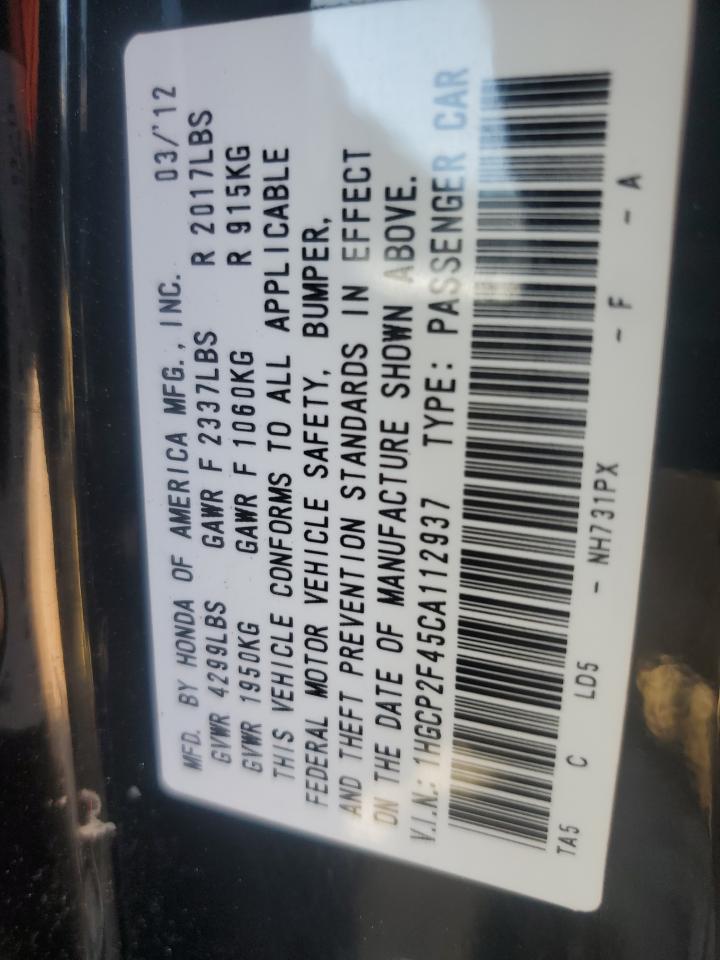 MFD. BY HONDA OF AMERICA MFG., INC. 03/'12
GVWR 4299LBS GAWR F 2337LBS R 2017LBS
GVWR 1950KG GAWR F 1060KG R 915KG
THIS VEHICLE CONFORMS TO ALL APPLICABLE
FEDERAL MOTOR VEHICLE SAFETY, BUMPER,
AND THEFT PREVENTION STANDARDS IN EFFECT
ON THE DATE OF MANUFACTURE SHOWN ABOVE.
V.I.N.: 1HGCP2F45CA112937 TYPE: PASSENGER CAR
TA5 C LD5 - NH731PX - F - A